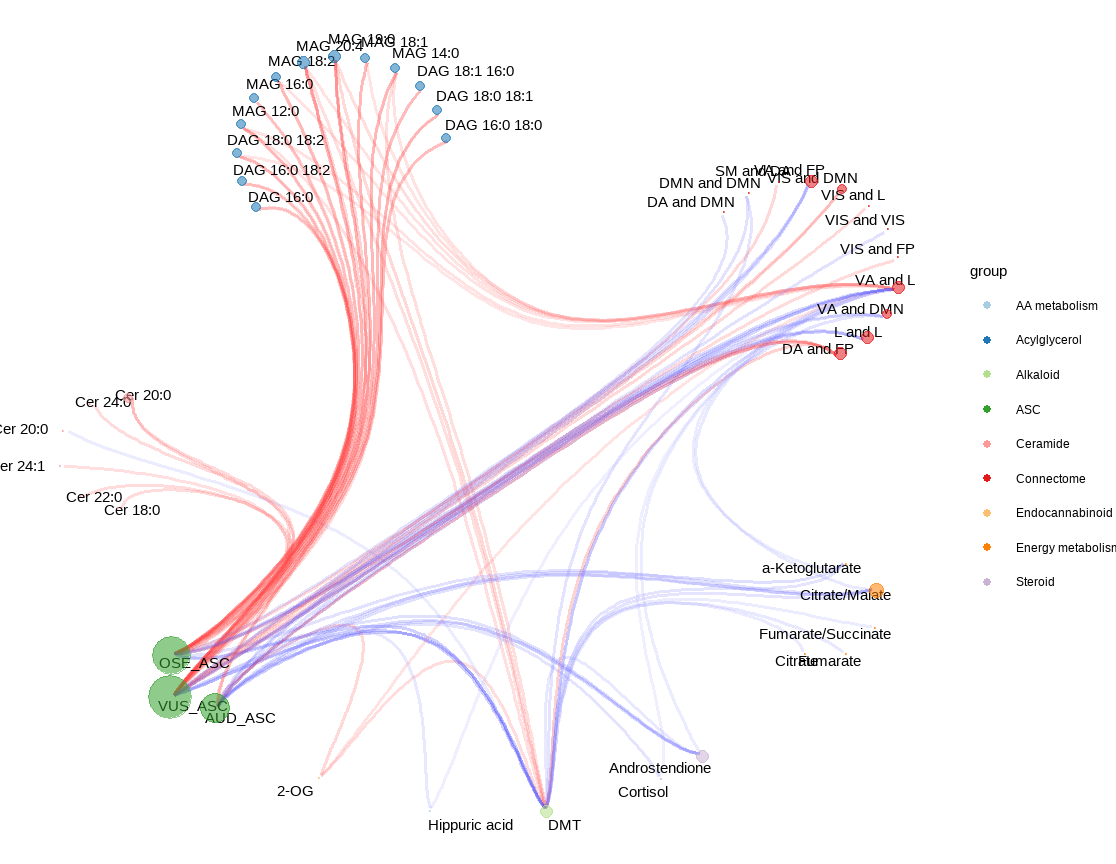 MAG 18:0
MAG 20:4
MAG 18:1
MAG 18:2
MAG 14:0
MAG 16:0
DAG 18:1 16:0
MAG 12:0
DAG 18:0 18:1
DAG 18:0 18:2
DAG 16:0 18:0
DAG 16:0 18:2
DAG 16:0
SM and DA
VA and FP
VIS and DMN
DMN and DMN
VIS and L
DA and DMN
VIS and VIS
VIS and FP
VA and L
VA and DMN
L and L
DA and FP
Cer 24:0
Cer 20:0
Cer 20:0
er 24:1
Cer 22:0
Cer 18:0
a-Ketoglutarate
Citrate/Malate
Fumarate/Succinate
Citrate
Fumarate
OSE_ASC
VUS_ASC
AUD_ASC
Androstendione
Cortisol
2-OG
Hippuric acid
DMT
group
AA metabolism
Acylglycerol
Alkaloid
ASC
Ceramide
Connectome
Endocannabinoid
Energy metabolism
Steroid